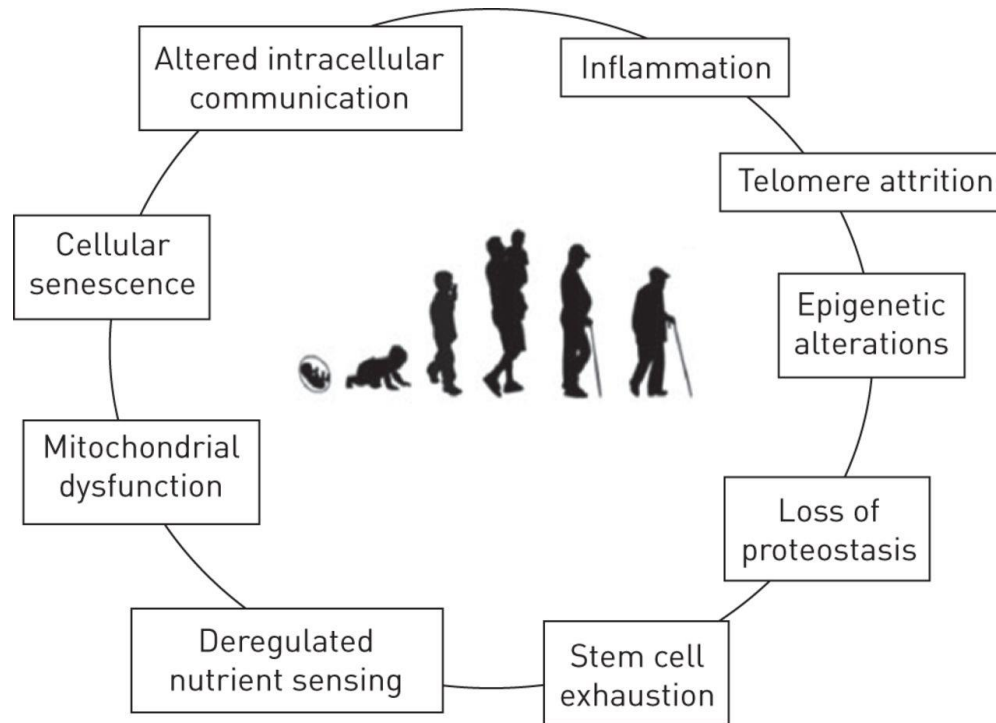 Altered intracellular
communication
Inflammation
Telomere attrition
Cellular
senescence
Epigenetic
alterations
Mitochondrial
dysfunction
Loss of
proteostasis
Deregulated
nutrient sensing
Stem cell
exhaustion